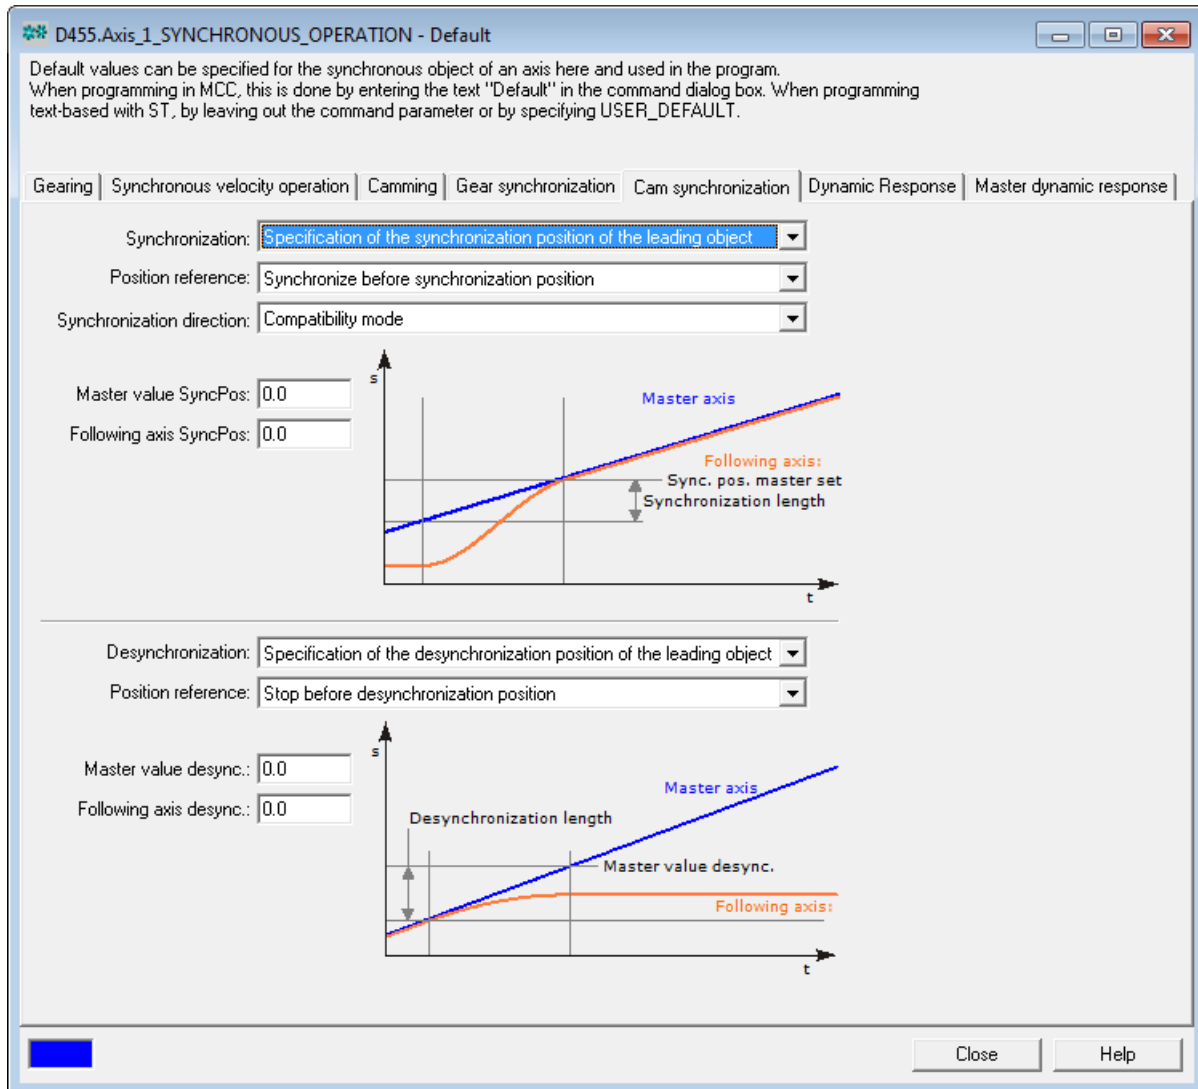 D455.Axis_1_SYNCHRONOUS_OPERATION - Default
Default values can be specified for the synchronous object of an axis here and used in the program.
When programming in MCC, this is done by entering the text "Default" in the command dialog box. When programming
text-based with ST, by leaving out the command parameter or by specifying USER_DEFAULT.
Gearing Synchronous velocity operation Camming Gear synchronization Cam synchronization Dynamic Response Master dynamic response
Synchronization: Specification of the synchronization position of the leading object
Position reference: Synchronize before synchronization position
Synchronization direction: Compatibility mode
s
Master value SyncPos: 0.0
Master axis
Following axis SyncPos: 0.0
Following axis:
Sync. pos. master set
Synchronization length
t
Desynchronization: Specification of the desynchronization position of the leading object
Position reference: Stop before desynchronization position
s
Master value desync.: 0.0
Master axis
Following axis desync.: 0.0
Desynchronization length
Master value desync.
Following axis:
t
Close Help